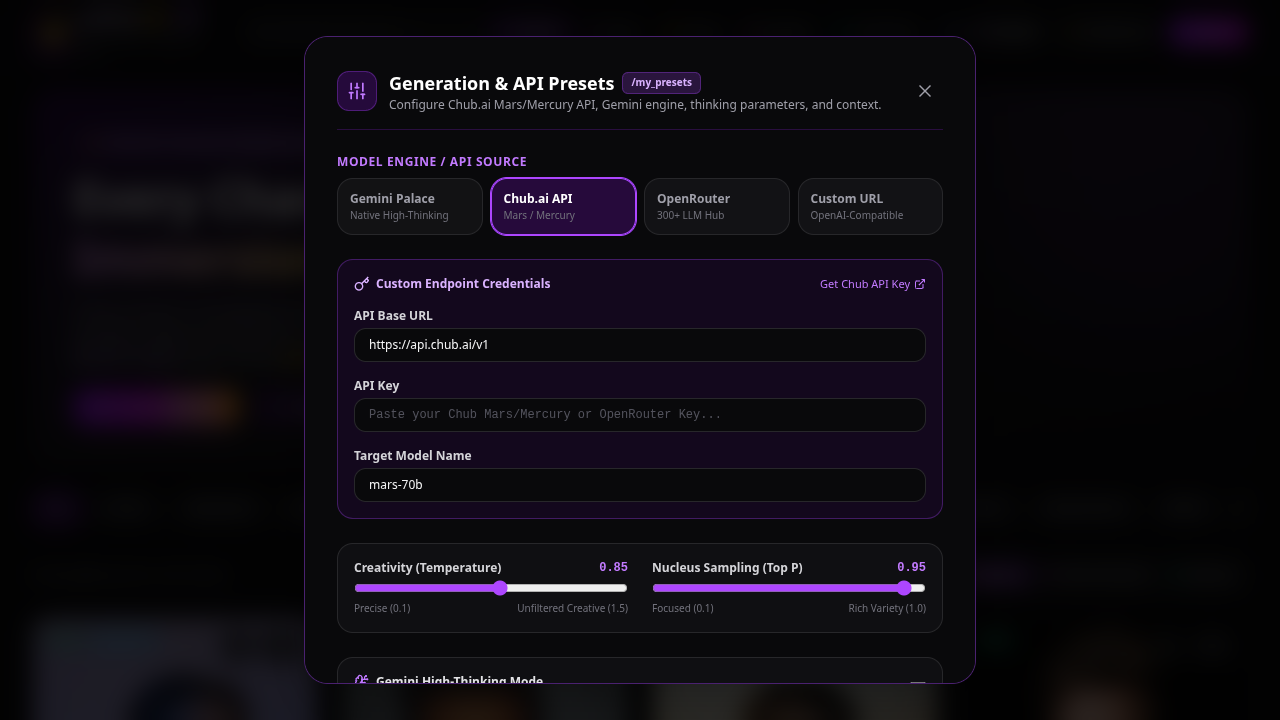 Generation & API Presets
/my_presets
Configure Chub.ai Mars/Mercury API, Gemini engine, thinking parameters, and context.
MODEL ENGINE / API SOURCE
Gemini Palace
Native High-Thinking
Chub.ai API
Mars / Mercury
OpenRouter
300+ LLM Hub
Custom URL
OpenAI-Compatible
Custom Endpoint Credentials
Get Chub API Key
API Base URL
https://api.chub.ai/v1
API Key
Paste your Chub Mars/Mercury or OpenRouter Key...
Target Model Name
mars-70b
Creativity (Temperature)
0.85
Precise (0.1)
Unfiltered Creative (1.5)
Nucleus Sampling (Top P)
0.95
Focused (0.1)
Rich Variety (1.0)
Gemini High-Thinking Mode